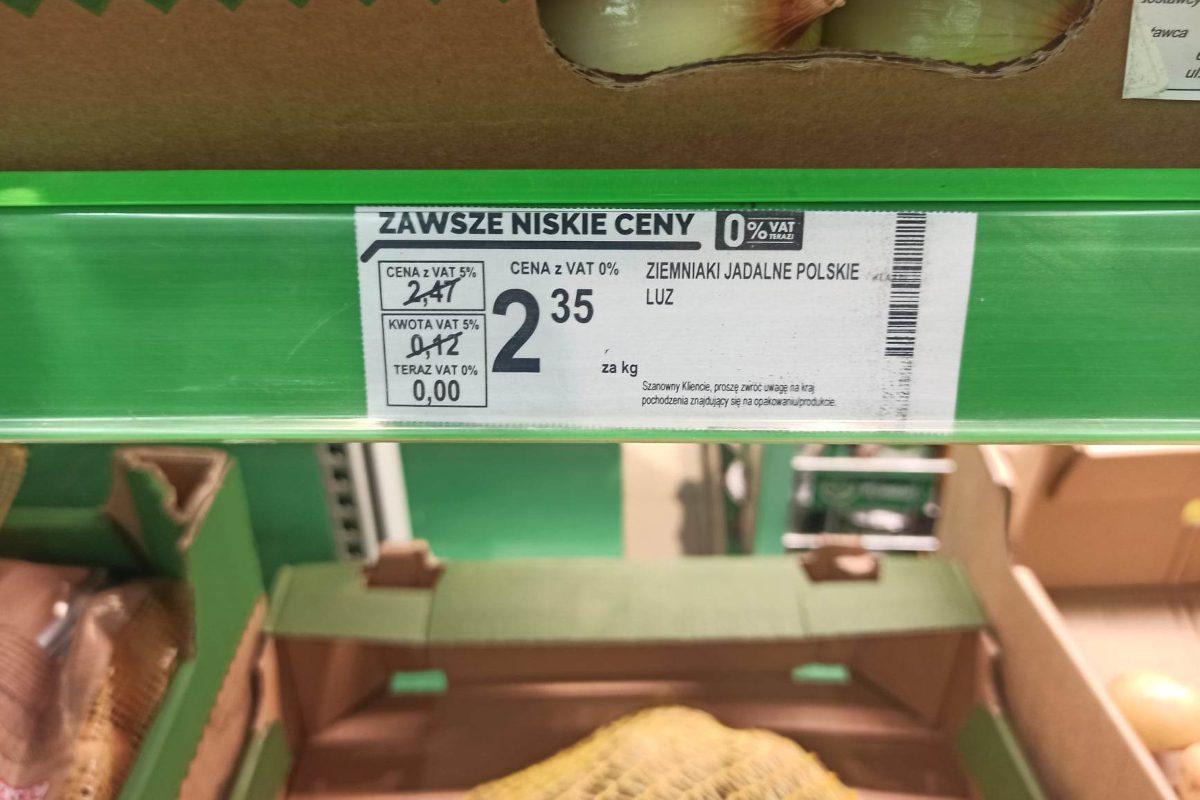 ławca
ZAWSZE NISKIE CENY
0% VAT
TERAZ!
CENA z VAT 5%
2,47
KWOTA VAT 5%
0,12
TERAZ VAT 0%
0,00
CENA z VAT 0%
2 35
za kg
ZIEMNIAKI JADALNE POLSKIE
LUZ
Szanowny Kliencie, proszę zwróć uwagę na kraj
pochodzenia znajdujący się na opakowaniu/produkcie.